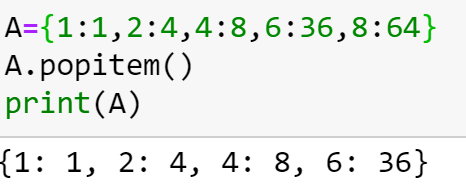 A={1:1,2:4,4:8,6:36,8:64}
A.popitem()
print(A)
{1: 1, 2: 4, 4: 8, 6: 36}